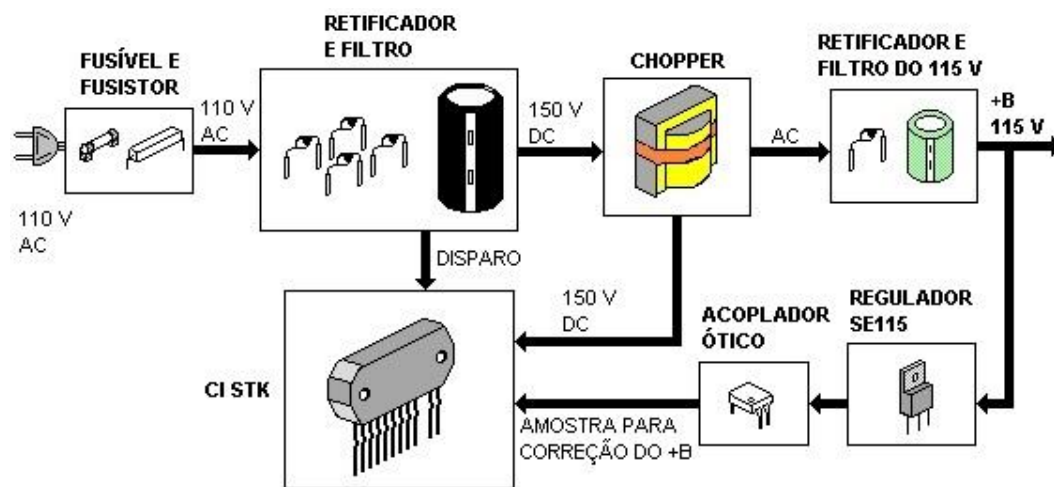 FUSÍVEL E
FUSISTOR
110 V
AC
110 V
AC
RETIFICADOR
E FILTRO
150 V
DC
CHOPPER
AC
RETIFICADOR E
FILTRO DO 115 V
+B
115 V
DISPARO
150 V
DC
CI STK
ACOPLADOR
ÓTICO
REGULADOR
SE115
AMOSTRA PARA
CORREÇÃO DO +B